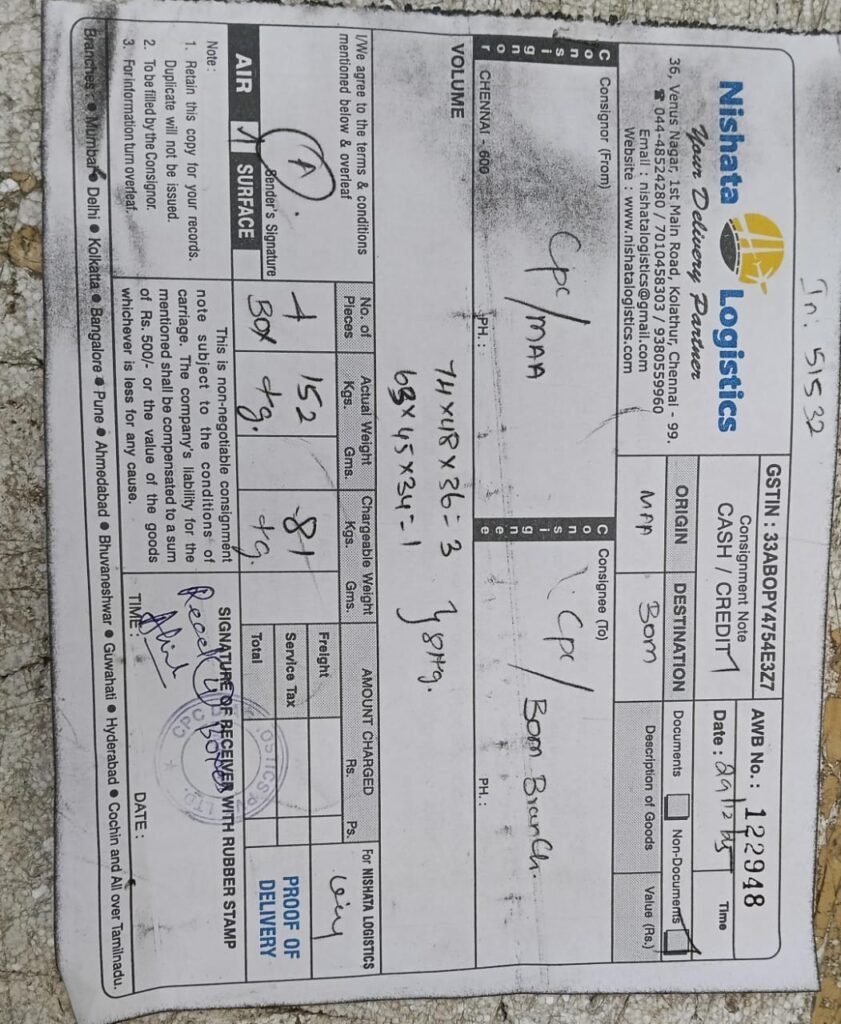 In: 51532
Nishata Logistics
Your Delivery Partner
36, Venus Nagar, 1st Main Road, Kolathur, Chennai - 99.
☎ 044-48524280 / 7010458303 / 9380559960
Email : nishatalogistics@gmail.com
Website : www.nishatalogistics.com
GSTIN : 33ABOPY4754E3Z7
Consignment Note
CASH / CREDIT
AWB No.: 122948
Date : 29/12/25
Time
ORIGIN
DESTINATION
MAA
BOM
Documents
Non-Documents
Description of Goods
Value (Rs.)
Consignor
Consignor (From)
CPC/MAA
CHENNAI - 600
PH. :
Consignee
Consignee (To)
CPC/
Bom Branch.
PH. :
VOLUME
74x48x36=3
63x45x34=1
I/We agree to the terms & conditions
mentioned below & overleaf
Sender's Signature
AIR
SURFACE
No. of
Pieces
Actual Weight
Kgs. Gms.
Chargeable Weight
Kgs. Gms.
AMOUNT CHARGED
Rs. Ps.
4
Box
152
kg.
81
kg.
Freight
Service Tax
Total
For NISHATA LOGISTICS
PROOF OF
DELIVERY
Note :
1. Retain this copy for your records.
Duplicate will not be issued.
2. To be filled by the Consignor.
3. For information turn overleaf.
This is non-negotiable consignment
note subject to the conditions of
carriage. The company's liability for the
mentioned shall be compensated to a sum
of Rs. 500/- or the value of the goods
whichever is less for any cause.
SIGNATURE OF RECEIVER WITH RUBBER STAMP
Boxes
TIME :
DATE :
Branches : ● Mumbai ● Delhi ● Kolkatta ● Bangalore ● Pune ● Ahmedabad ● Bhuvaneshwar ● Guwahati ● Hyderabad ● Cochin and All over Tamilnadu.